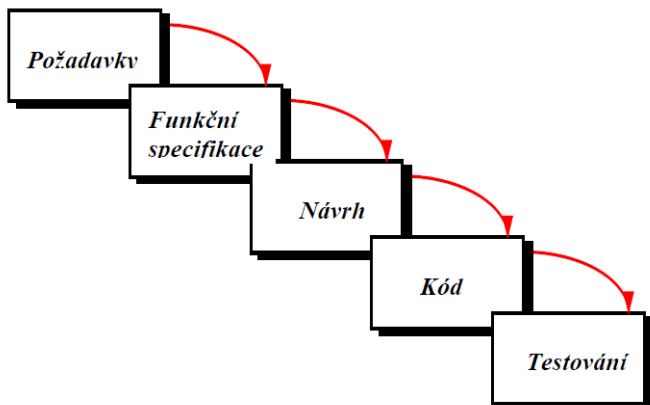 Požadavky
Funkční
specifikace
Návrh
Kód
Testování